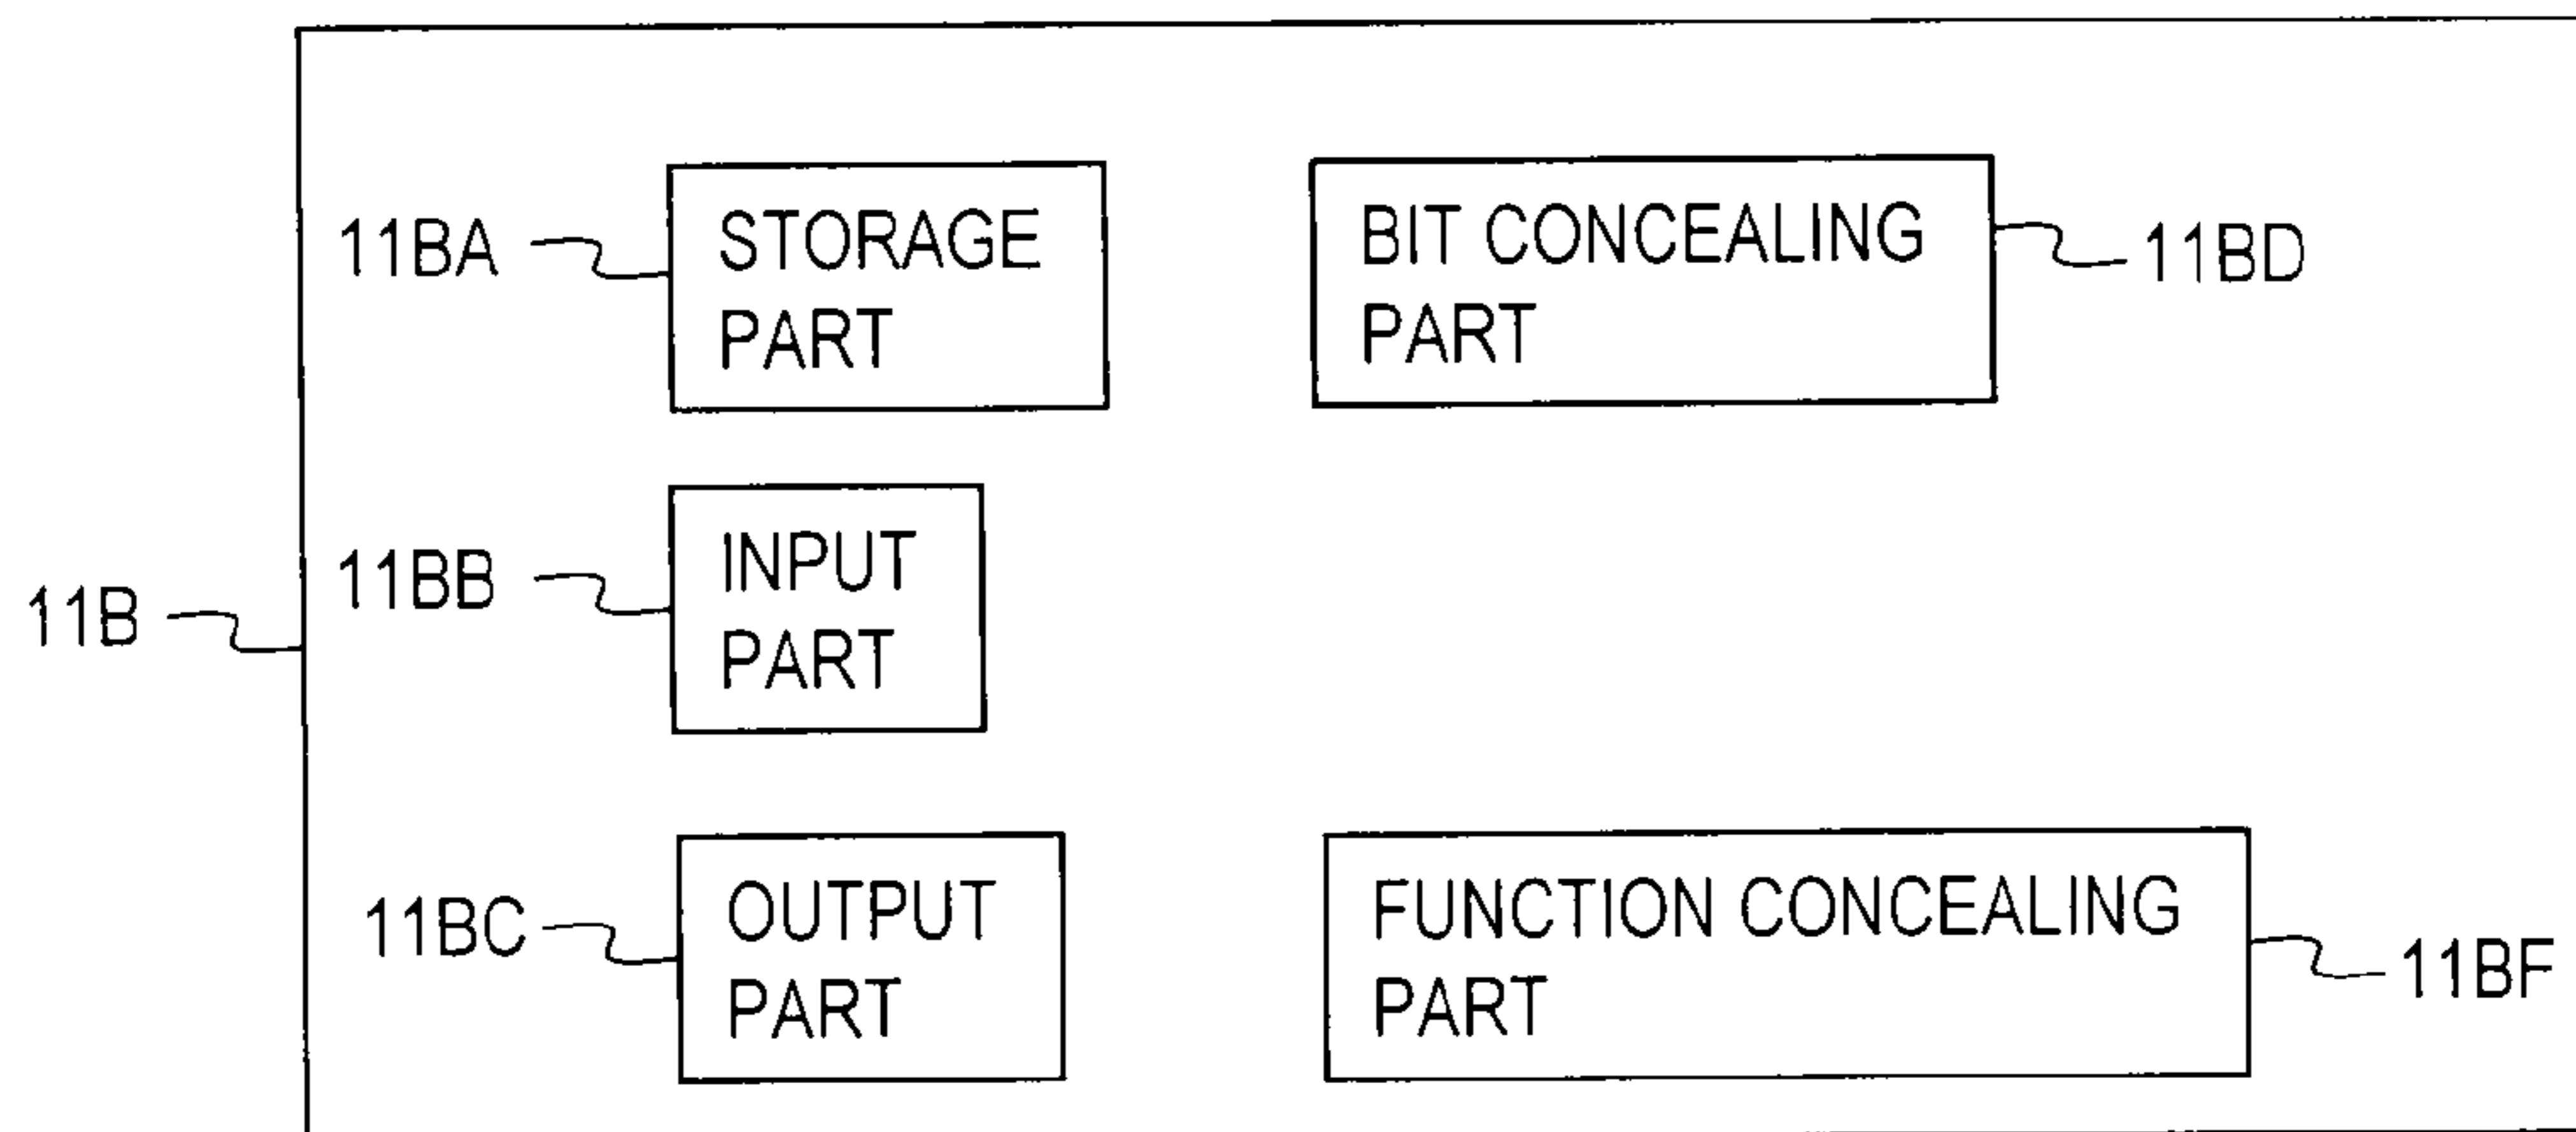 11BA
STORAGE
PART
BIT CONCEALING
PART
11BD
11B
11BB
INPUT
PART
11BC
OUTPUT
PART
FUNCTION CONCEALING
PART
11BF